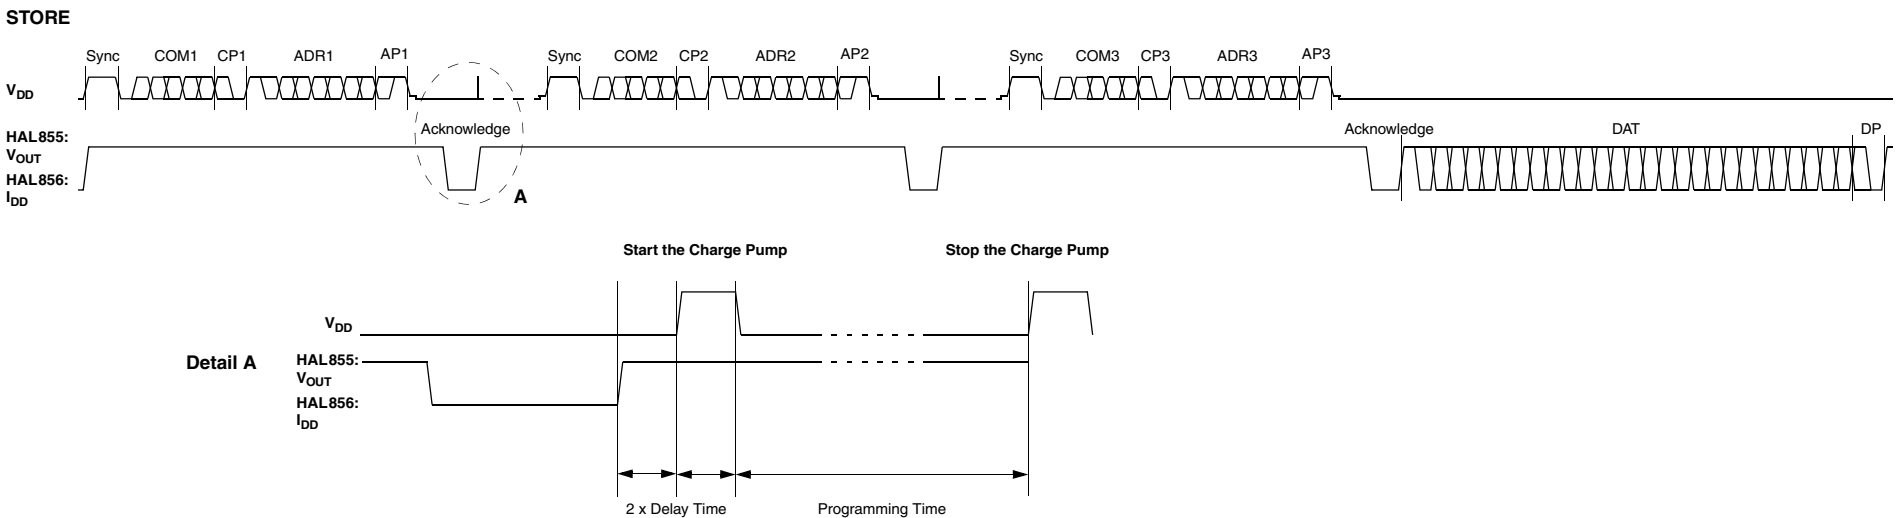 STORE
Sync COM1 CP1 ADR1 AP1 Sync COM2 CP2 ADR2 AP2 Sync COM3 CP3 ADR3 AP3
VDD
HAL855:
VOUT
HAL856:
IDD
Acknowledge
A
Acknowledge DAT DP
Start the Charge Pump Stop the Charge Pump
VDD
Detail A
HAL855:
VOUT
HAL856:
IDD
2 x Delay Time Programming Time